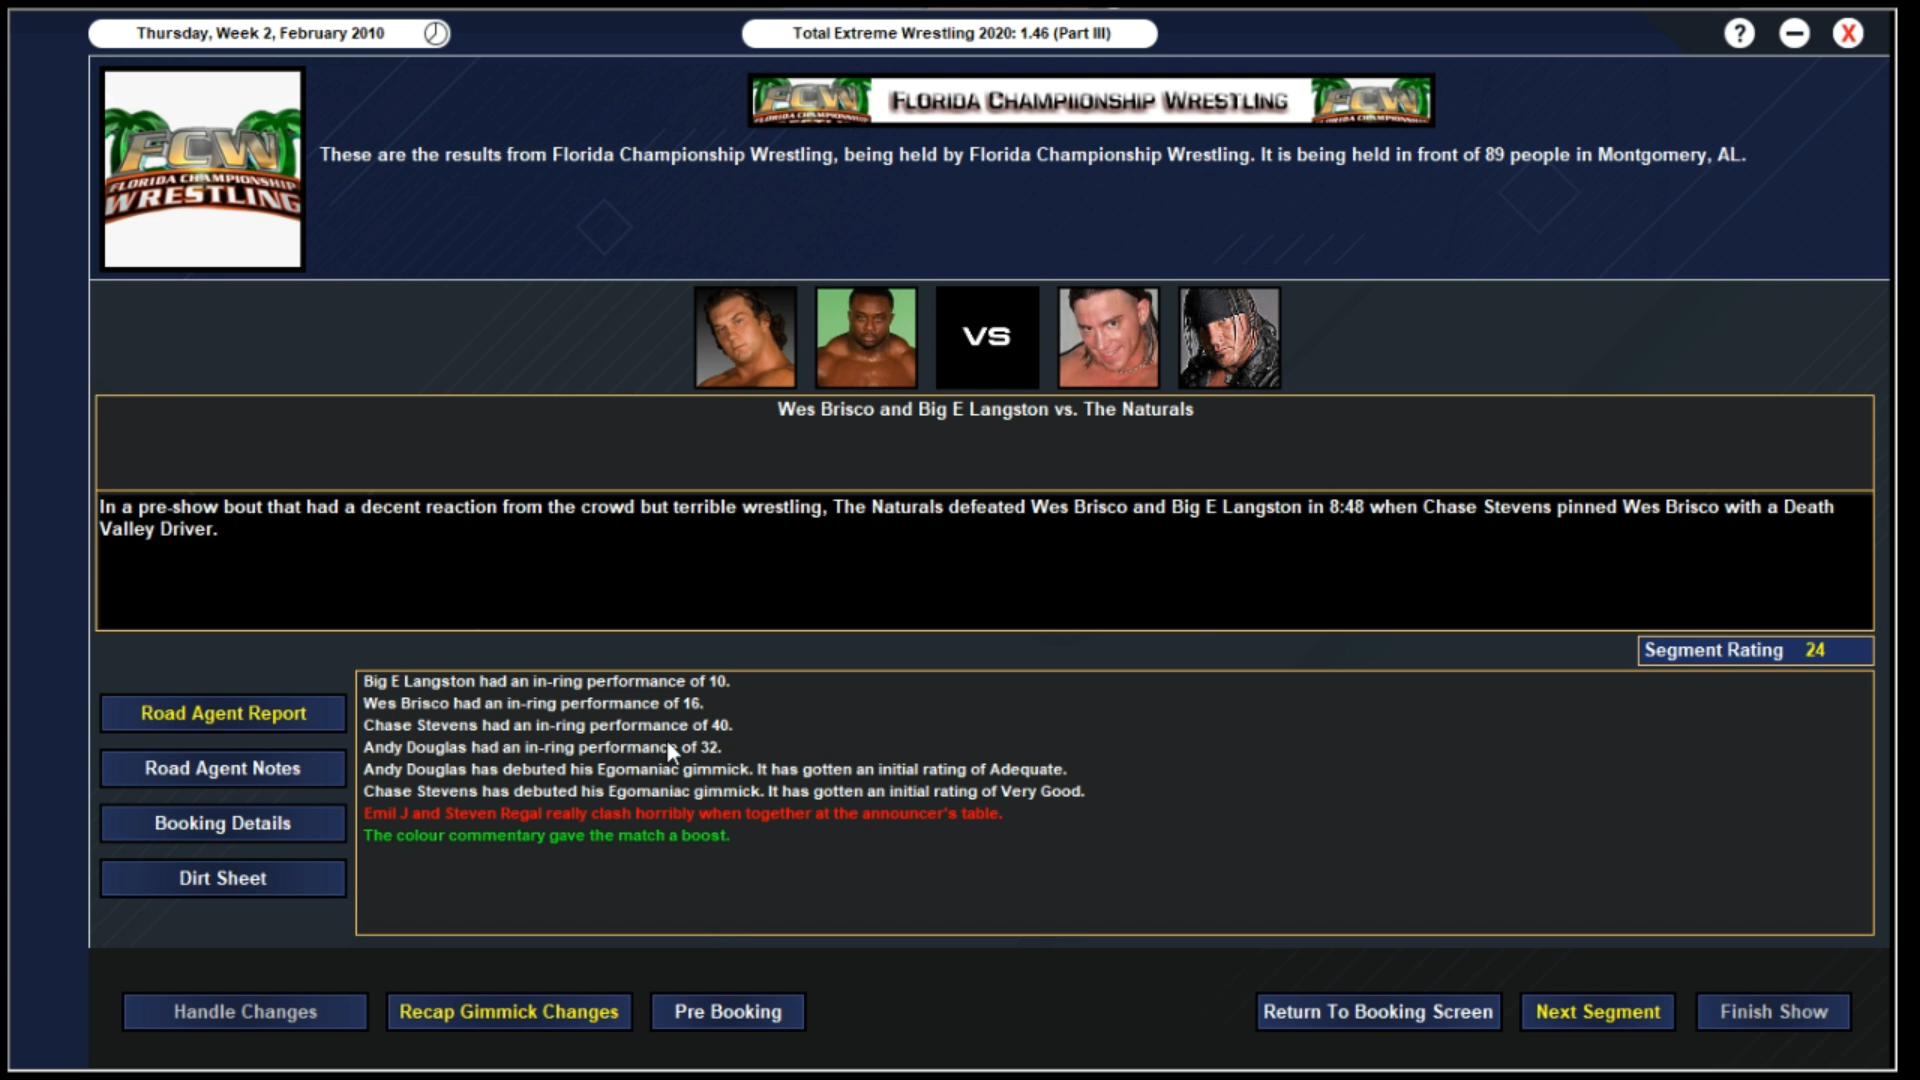 Thursday, Week 2, February 2010
Total Extreme Wrestling 2020: 1.46 (Part III)
?
X
FCW
FLORIDA CHAMPIONSHIP
WRESTLING
FCW
FLORIDA CHAMPIONSHIP
FLORIDA CHAMPIIONSHIP WRESTLING
FCW
FLORIDA CHAMPIONSHIP
These are the results from Florida Championship Wrestling, being held by Florida Championship Wrestling. It is being held in front of 89 people in Montgomery, AL.
VS
Wes Brisco and Big E Langston vs. The Naturals
In a pre-show bout that had a decent reaction from the crowd but terrible wrestling, The Naturals defeated Wes Brisco and Big E Langston in 8:48 when Chase Stevens pinned Wes Brisco with a Death
Valley Driver.
Segment Rating 24
Road Agent Report
Road Agent Notes
Booking Details
Dirt Sheet
Big E Langston had an in-ring performance of 10.
Wes Brisco had an in-ring performance of 16.
Chase Stevens had an in-ring performance of 40.
Andy Douglas had an in-ring performance of 32.
Andy Douglas has debuted his Egomaniac gimmick. It has gotten an initial rating of Adequate.
Chase Stevens has debuted his Egomaniac gimmick. It has gotten an initial rating of Very Good.
Emil J and Steven Regal really clash horribly when together at the announcer's table.
The colour commentary gave the match a boost.
Handle Changes
Recap Gimmick Changes
Pre Booking
Return To Booking Screen
Next Segment
Finish Show